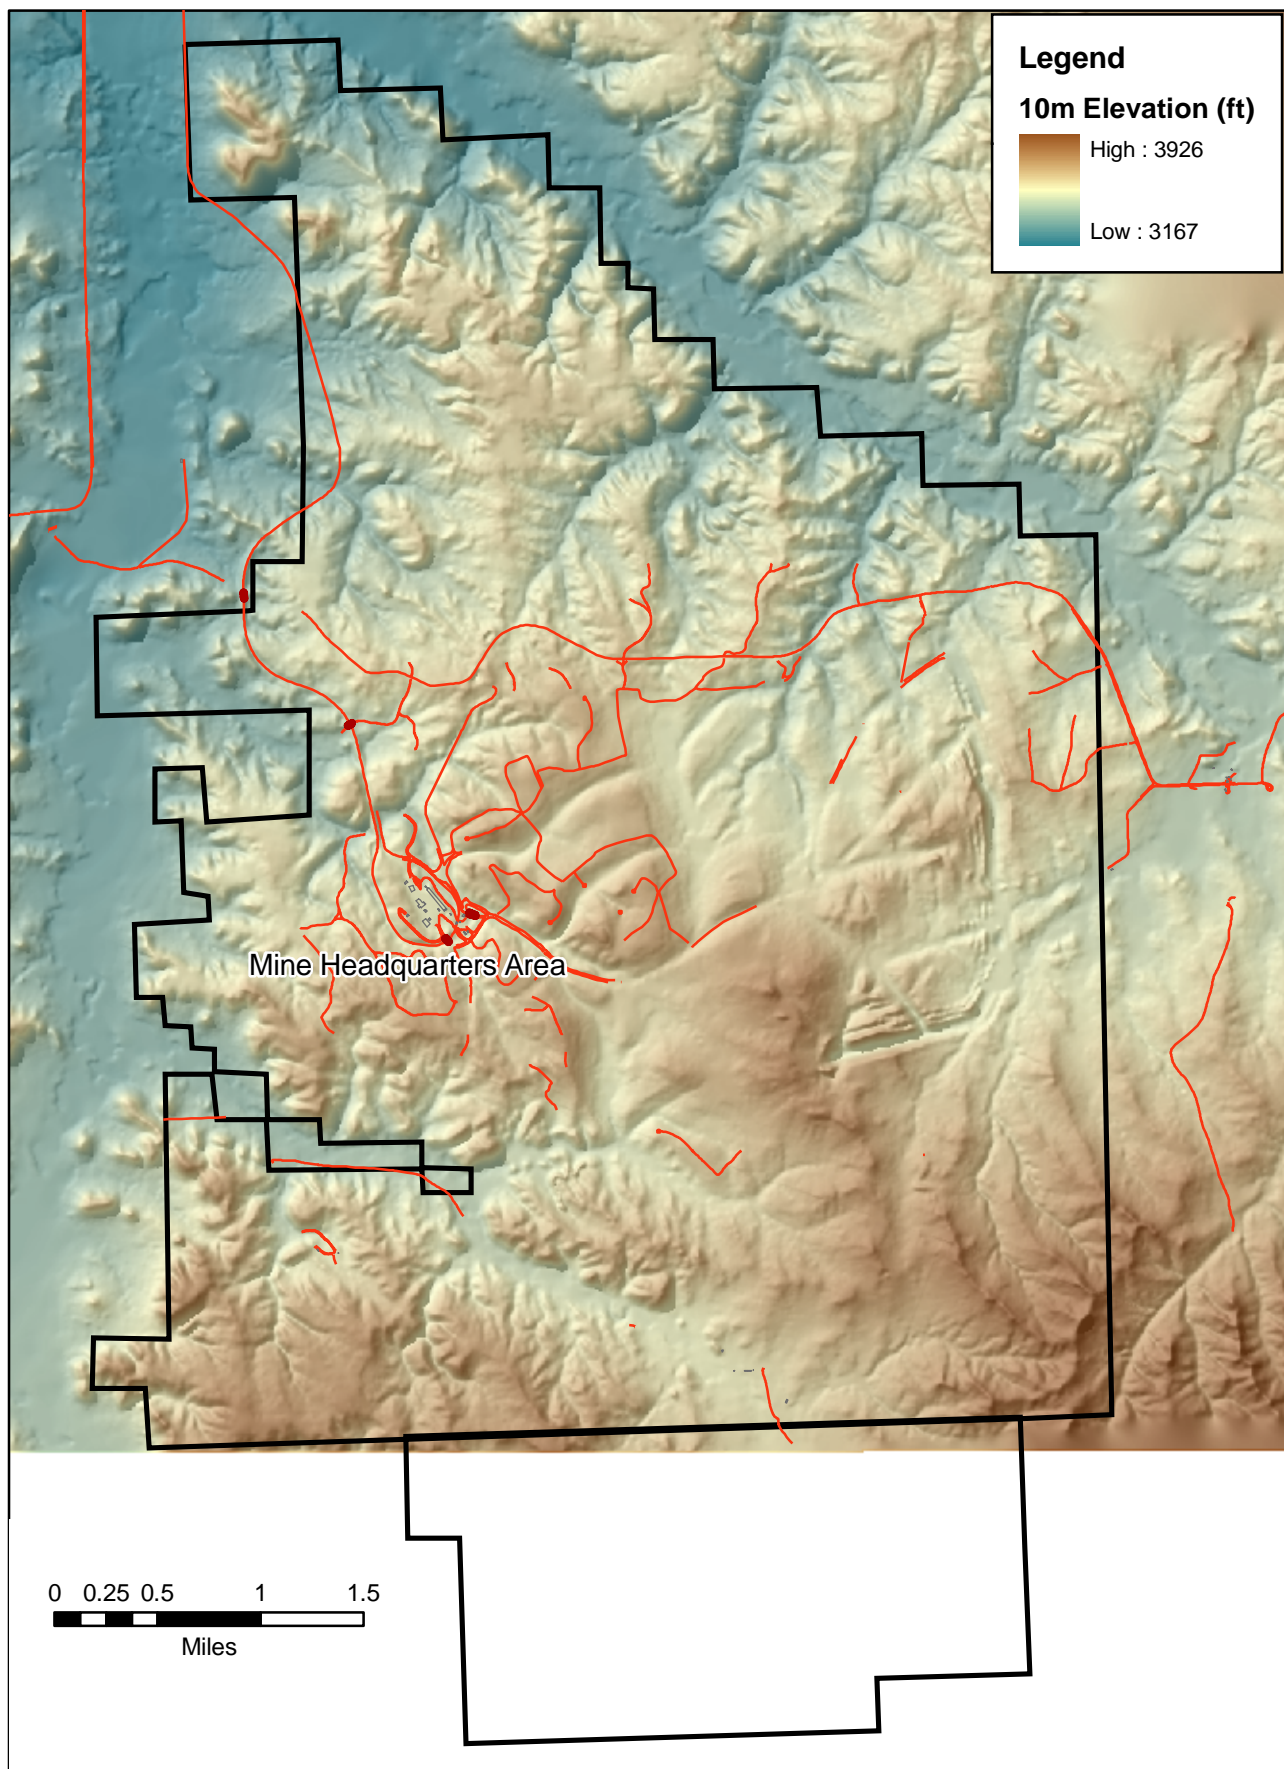 Legend
10m Elevation (ft)
High : 3926
Low : 3167
Mine Headquarters Area
0 0.25 0.5 1 1.5
Miles